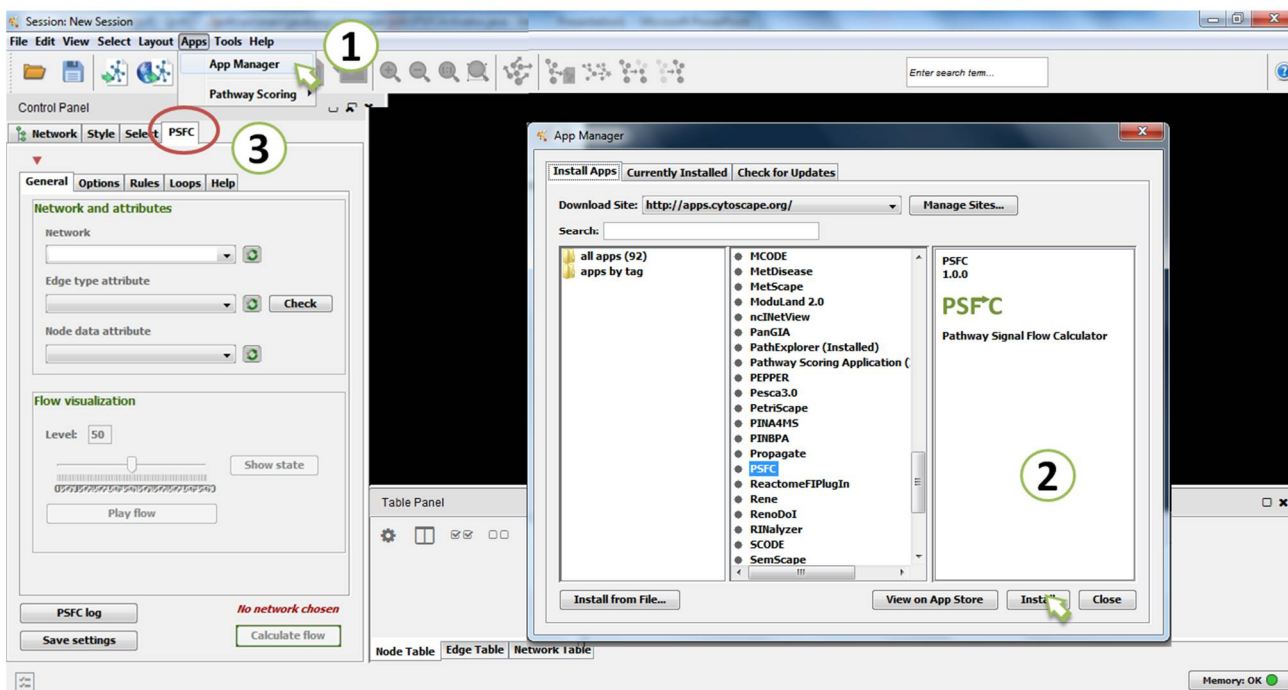 Session: New Session
File Edit View Select Layout Apps Tools Help
1
App Manager
Pathway Scoring
Enter search term...
Control Panel
Network Style Select PSFC
3
General Options Rules Loops Help
Network and attributes
Network
Edge type attribute
Check
Node data attribute
Flow visualization
Level: 50
Show state
Play flow
PSFC log
No network chosen
Save settings
Calculate flow
App Manager
Install Apps Currently Installed Check for Updates
Download Site: http://apps.cytoscape.org/ Manage Sites...
Search:
all apps (92)
apps by tag
MCODE
MetDisease
MetScape
ModuLand 2.0
ncINetView
PanGIA
PathExplorer (Installed)
Pathway Scoring Application (
PEPPER
Pesca3.0
PetriScape
PINA4MS
PINBPA
Propagate
PSFC
ReactomeFIPlugIn
Rene
RenoDoI
RINalyzer
SCODE
SemScape
PSFC
1.0.0
PSFC
Pathway Signal Flow Calculator
2
Install from File... View on App Store Install Close
Table Panel
Node Table Edge Table Network Table
Memory: OK